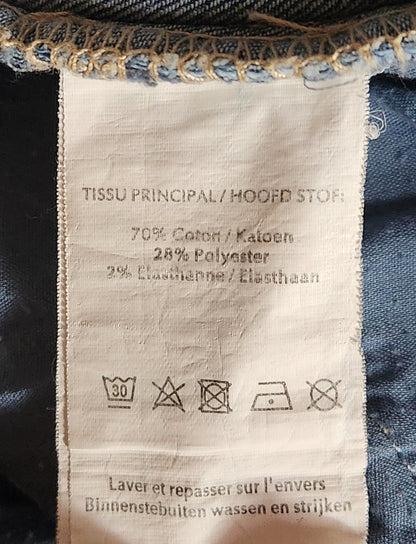 TISSU PRINCIPAL/HOOFD STOF:
70% Coton/Katoen
28% Polyester
2% Elasthanne/Elasthaan
30
Laver et repasser sur l'envers
Binnenstebuiten wassen en strijken